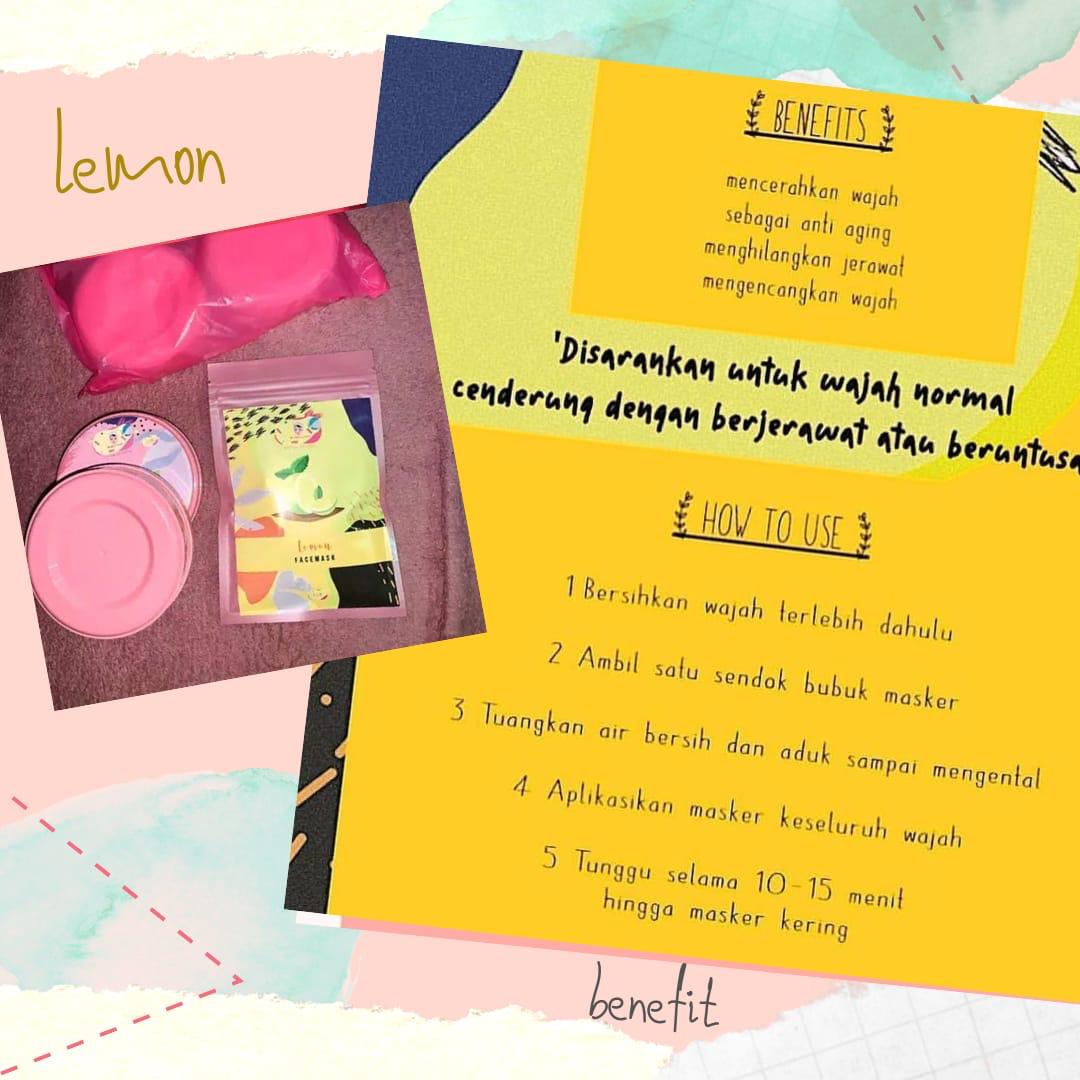 lemon
BENEFITS
mencerahkan wajah
sebagai anti aging
menghilangkan jerawat
mengencangkan wajah
'Disarankan untuk wajah normal
cenderung dengan berjerawat atau beruntusa
HOW TO USE
1 Bersihkan wajah terlebih dahulu
2 Ambil satu sendok bubuk masker
3 Tuangkan air bersih dan aduk sampai mengental
4 Aplikasikan masker keseluruh wajah
5 Tunggu selama 10-15 menit
hingga masker kering
lemon
FACEMASK
benefit